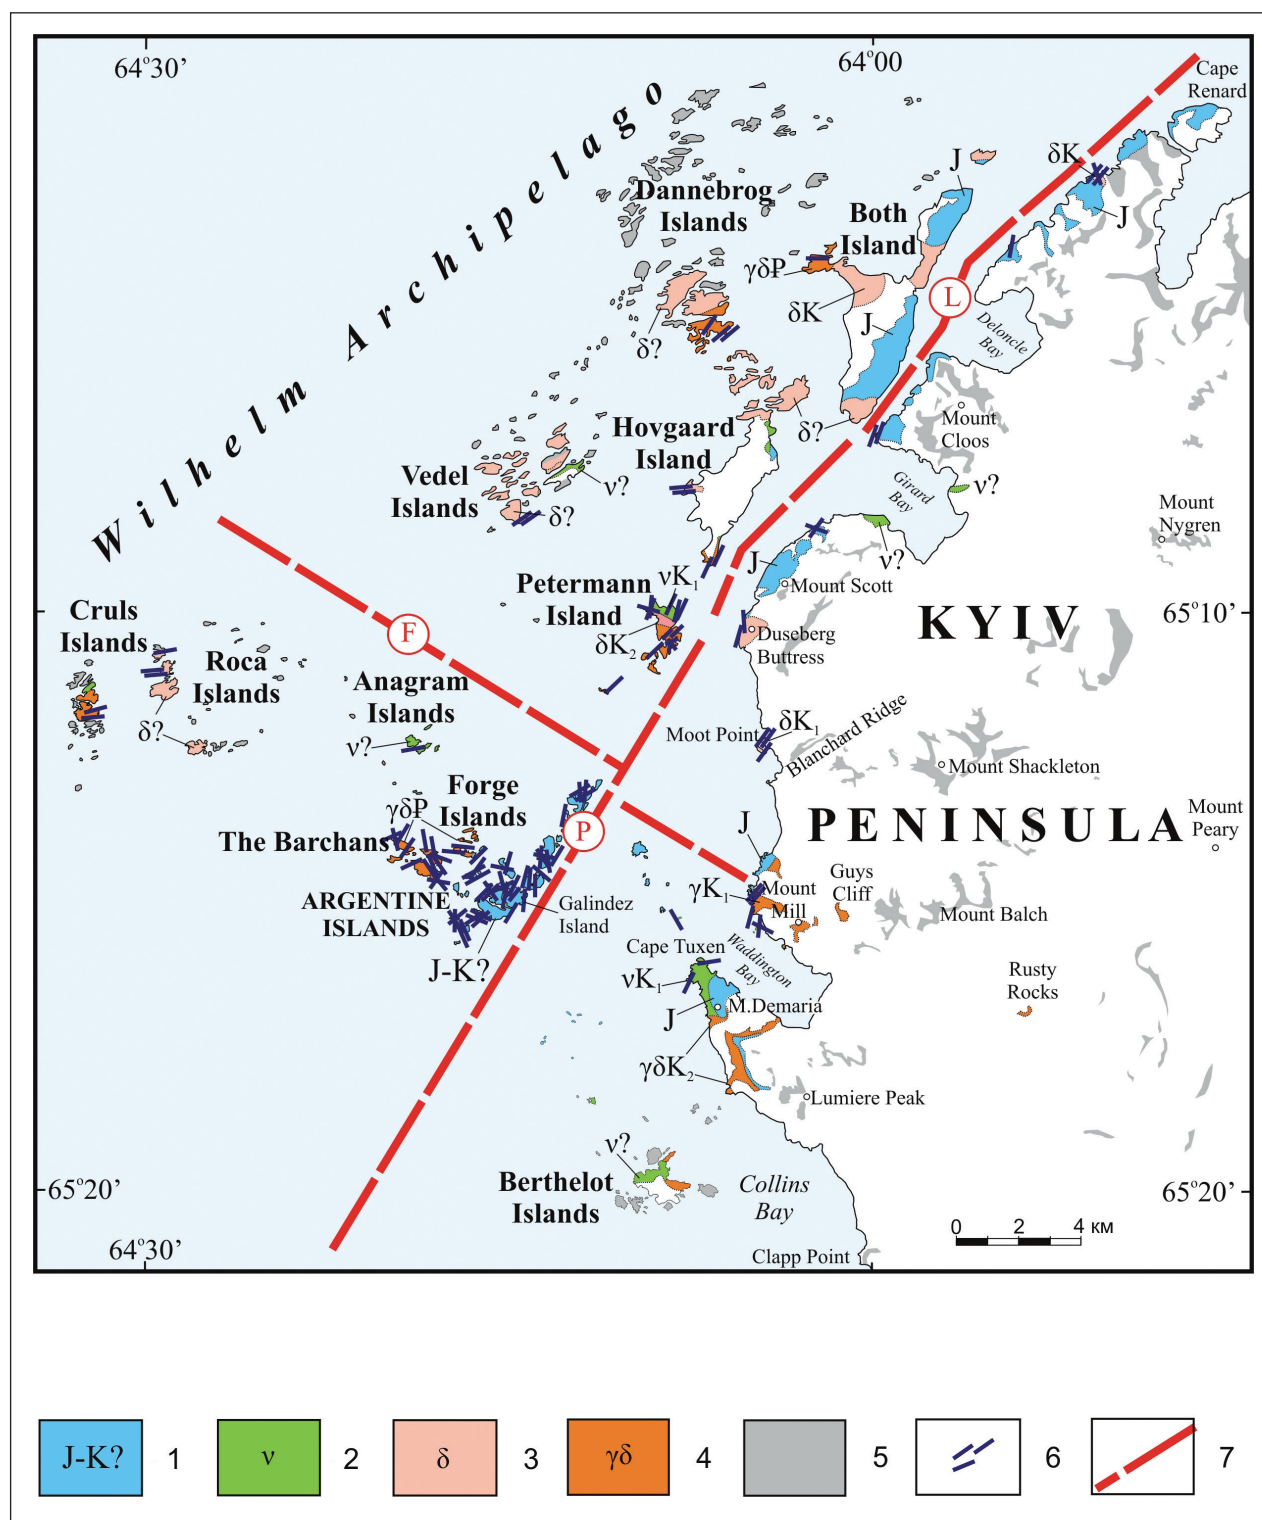 64°30’
64°00
Cape
Renard
Wilhelm Archipelago
δK
J
J
Dannebrog
Islands
Both
Island
γδP
δK
L
J
Deloncle
Bay
δ?
Mount
Cloos
Hovgaard
Island
δ?
Vedel
Islands
ν?
δ?
Girard
Bay
ν?
Mount
Nygren
ν?
J
Mount Scott
Petermann
Island
νK₁
δK₂
Cruls
Islands
F
65°10’
KYIV
Duseberg
Buttress
Roca
Islands
Anagram
Islands
δ?
ν?
Moot Point
δK₁
Blanchard Ridge
Mount Shackleton
Forge
Islands
γδP
The Barchans
P
J
PENINSULA
Mount
Peary
Guys
Cliff
γK₁
Mount
Mill
Mount Balch
ARGENTINE
ISLANDS
Galindez
Island
J-K?
Cape Tuxen
Waddington
Bay
νK₁
Rusty
Rocks
J
M.Demaria
γδK₂
Lumiere Peak
ν?
Berthelot
Islands
Collins
Bay
65°20’
65°20’
0 2 4 км
64°30’
Clapp Point
J-K? 1
ν 2
δ 3
γδ 4
5
6
7